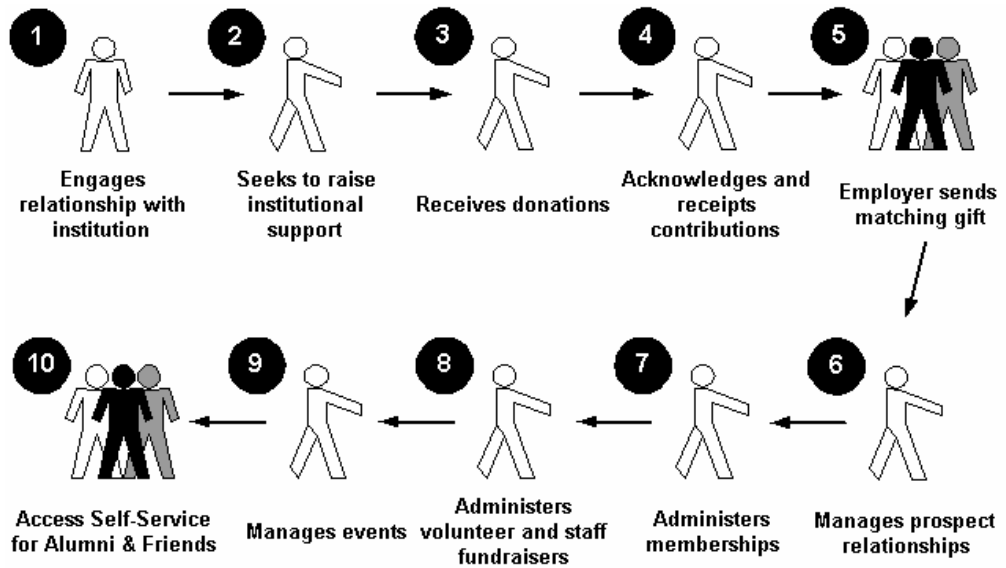 1
Engages
relationship with
institution
2
Seeks to raise
institutional
support
3
Receives donations
4
Acknowledges and
receipts
contributions
5
Employer sends
matching gift
6
Manages prospect
relationships
7
Administers
memberships
8
Administers
volunteer and staff
fundraisers
9
Manages events
10
Access Self-Service
for Alumni & Friends